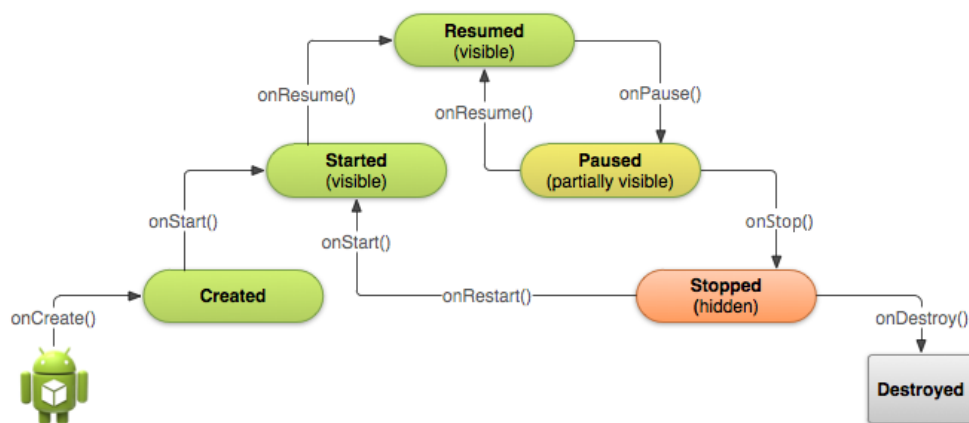 Resumed
(visible)
onResume()
onResume()
onPause()
Started
(visible)
Paused
(partially visible)
onStart()
onStart()
onStop()
Created
onRestart()
Stopped
(hidden)
onCreate()
onDestroy()
Destroyed